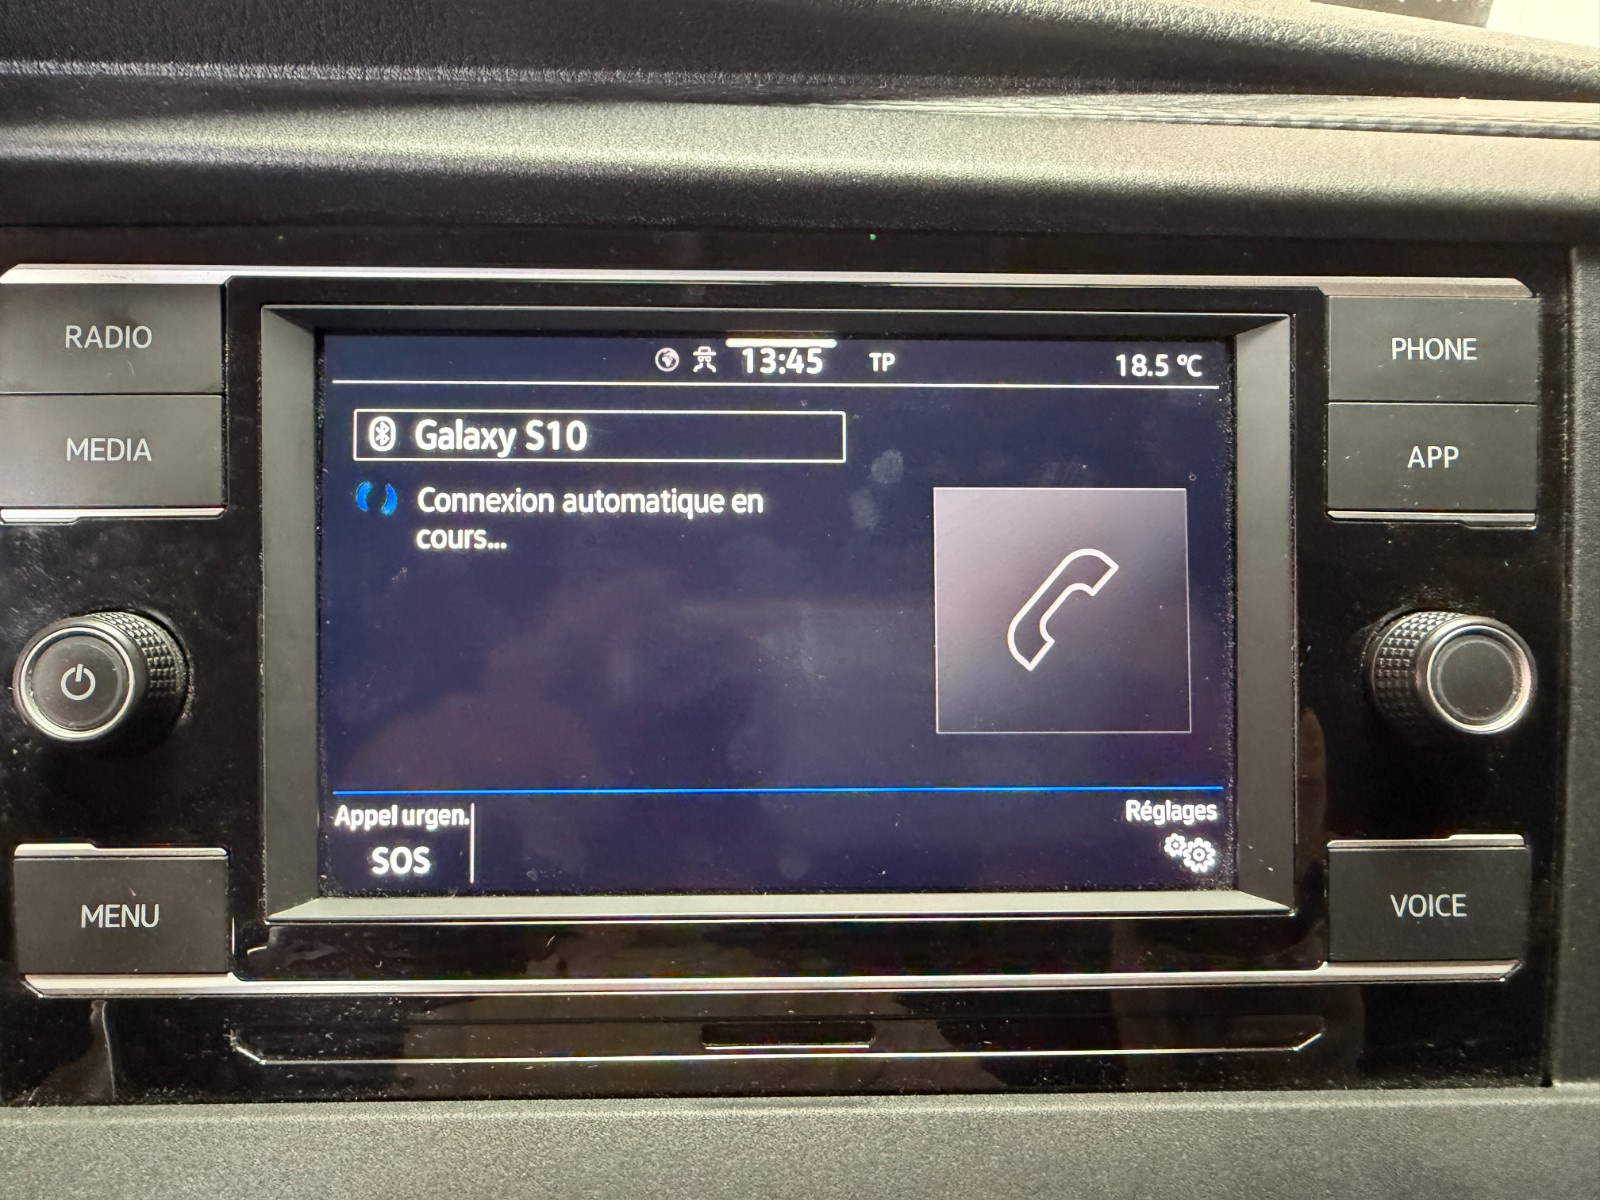 RADIO
MEDIA
MENU
13:45
TP
18.5 °C
Galaxy S10
Connexion automatique en
cours...
Appel urgen.
SOS
Réglages
PHONE
APP
VOICE